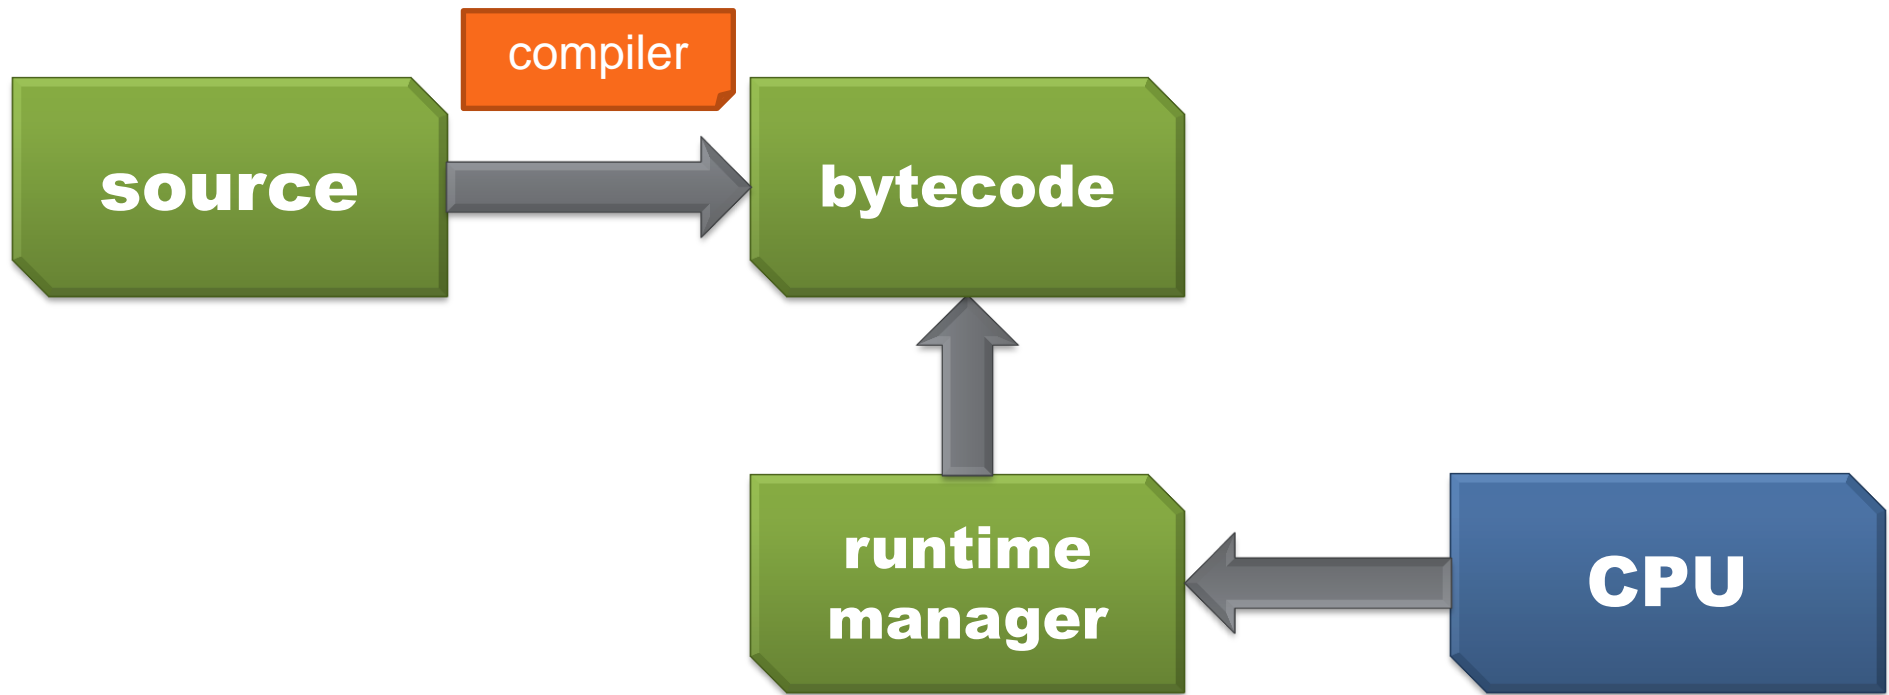 compiler
source
bytecode
runtime
manager
CPU